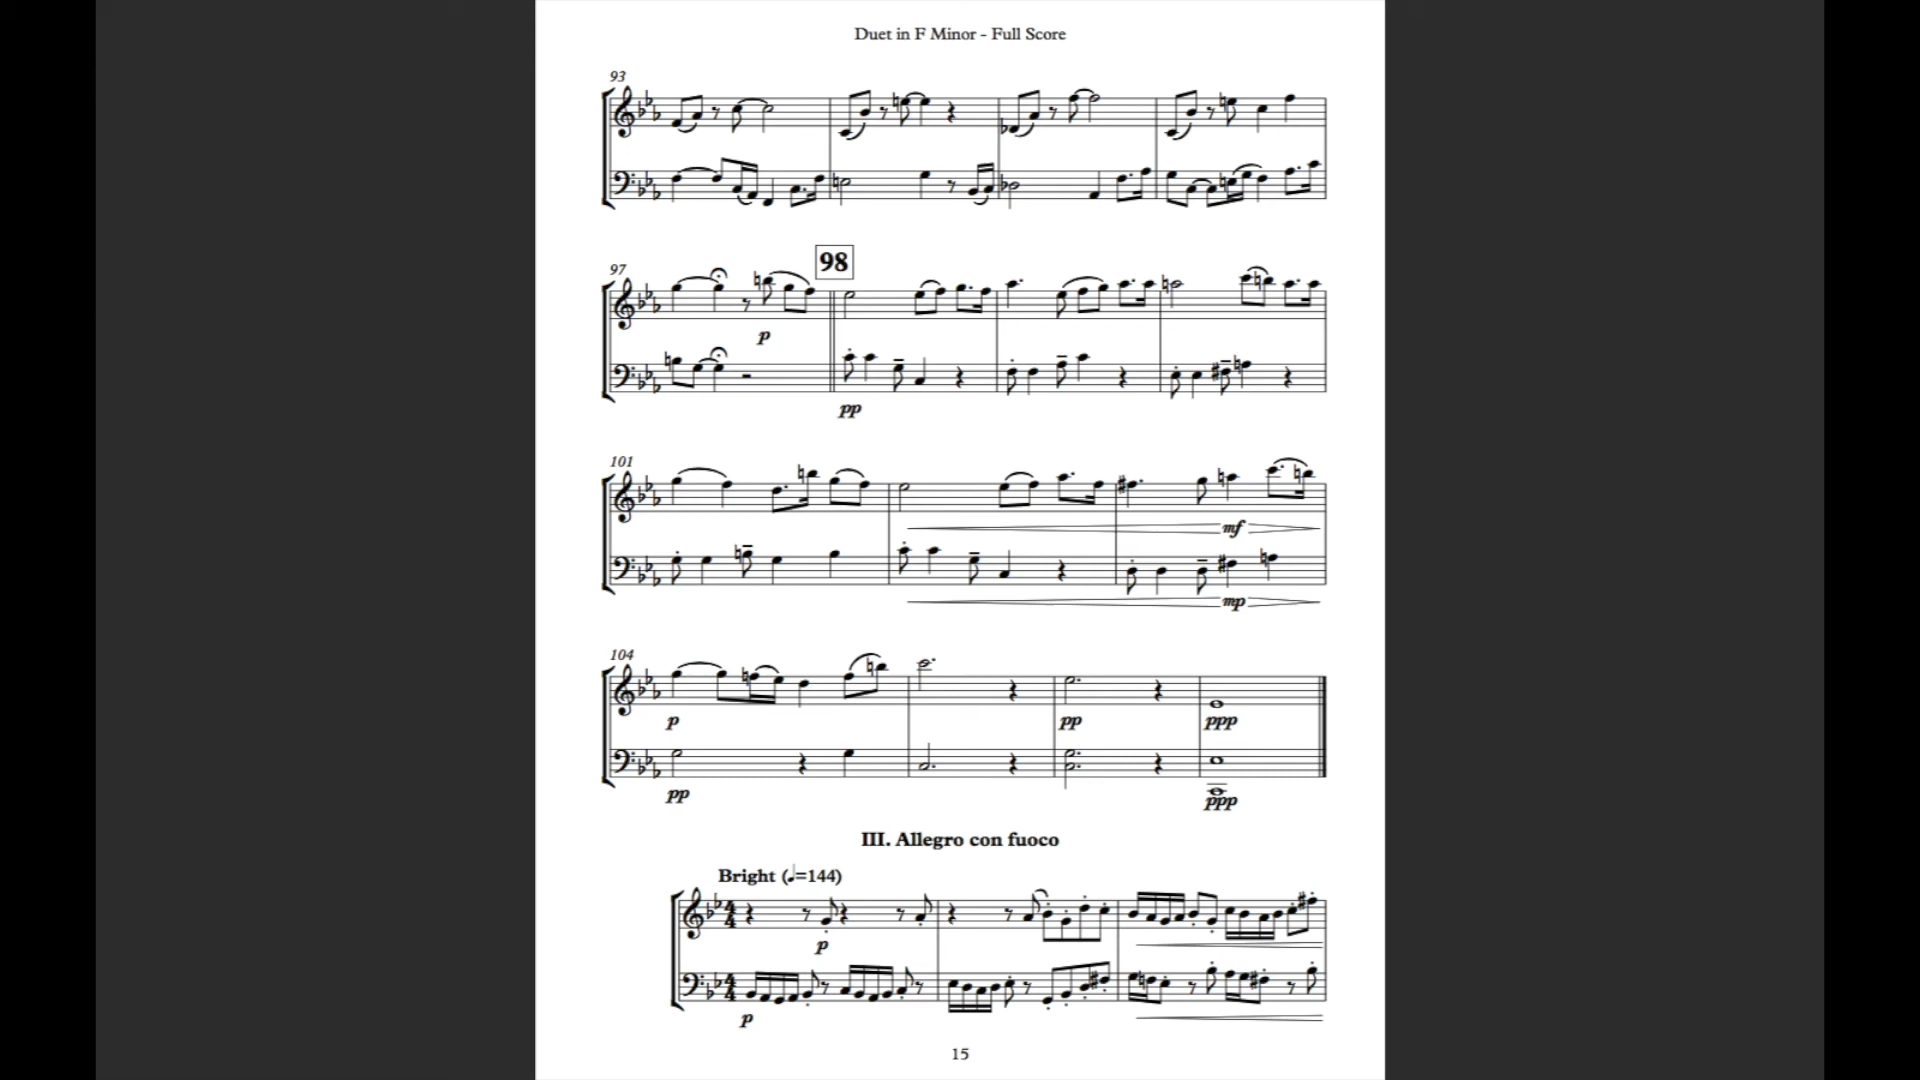 Duet in F Minor - Full Score
93
97
98
p
pp
101
mf
mp
104
p
pp
ppp
pp
ppp
III. Allegro con fuoco
Bright (♩=144)
p
p
15